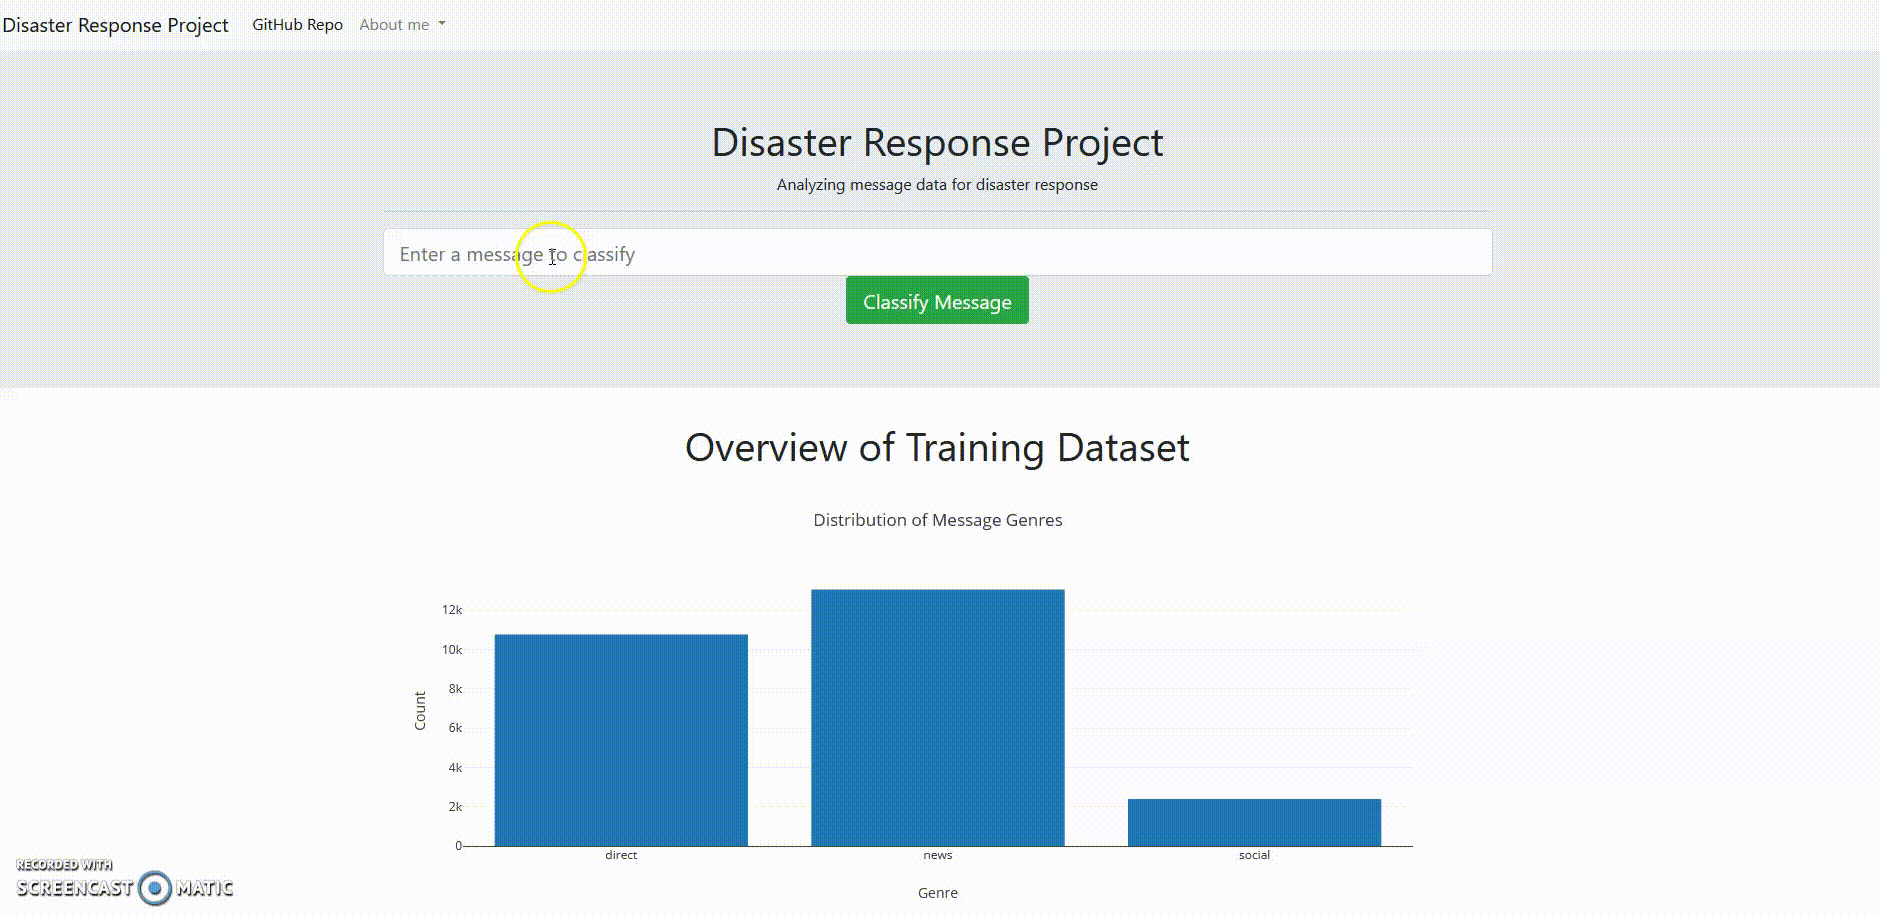 Disaster Response Project GitHub Repo About me
Disaster Response Project
Analyzing message data for disaster response
Enter a message to classify
Classify Message
Overview of Training Dataset
Distribution of Message Genres
12k
10k
8k
6k
4k
2k
0
Count
direct news social
Genre
RECORDED WITH
SCREENCAST MATIC